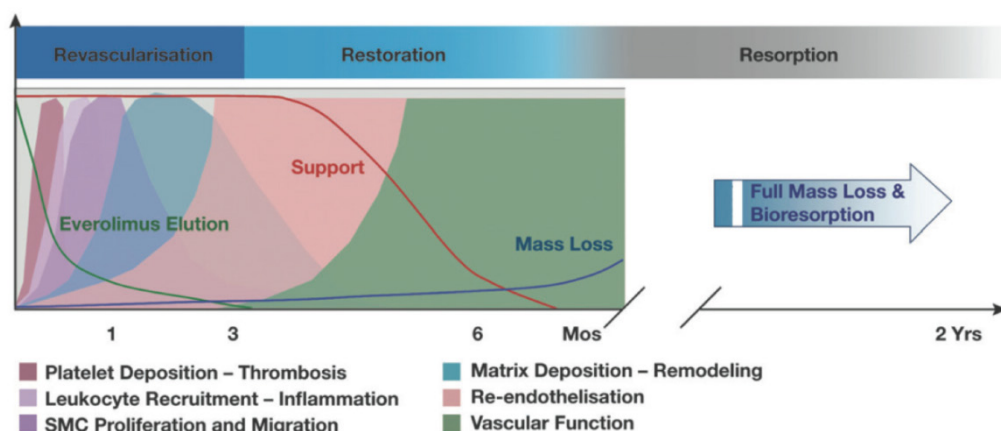 Revascularisation Restoration Resorption
Support
Everolimus Elution
Mass Loss
Full Mass Loss &
Bioresorption
1 3 6 Mos 2 Yrs
Platelet Deposition – Thrombosis
Leukocyte Recruitment – Inflammation
SMC Proliferation and Migration
Matrix Deposition – Remodeling
Re-endothelisation
Vascular Function